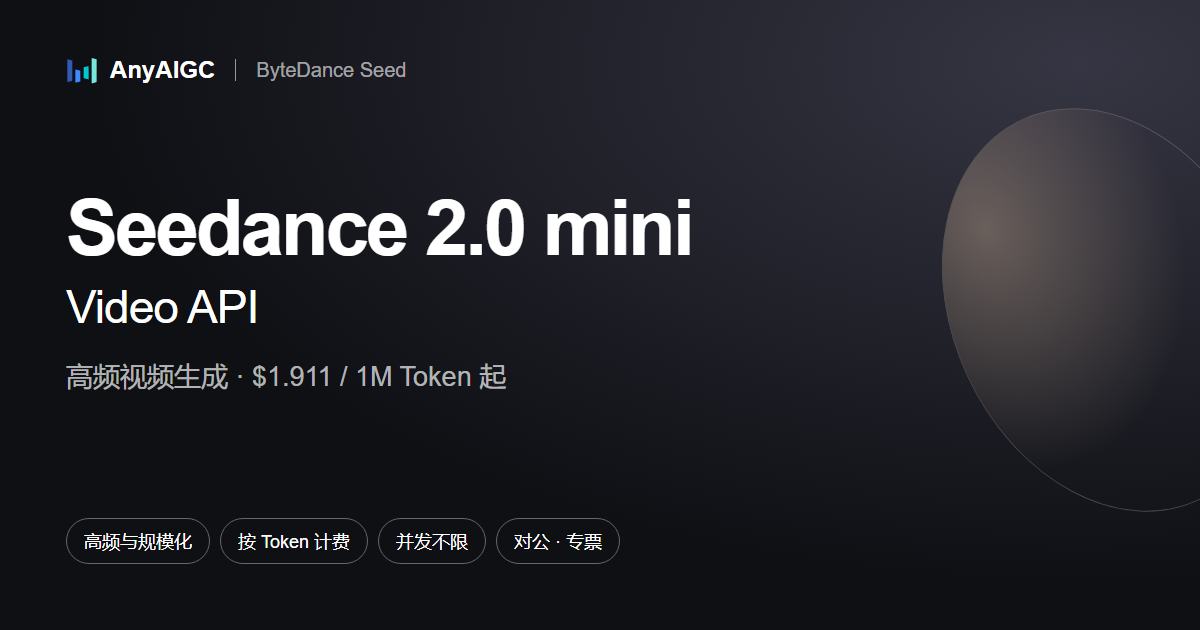 AnyAIGC | ByteDance Seed
Seedance 2.0 mini
Video API
高频视频生成 · $1.911 / 1M Token 起
高频与规模化 按 Token 计费 并发不限 对公 · 专票